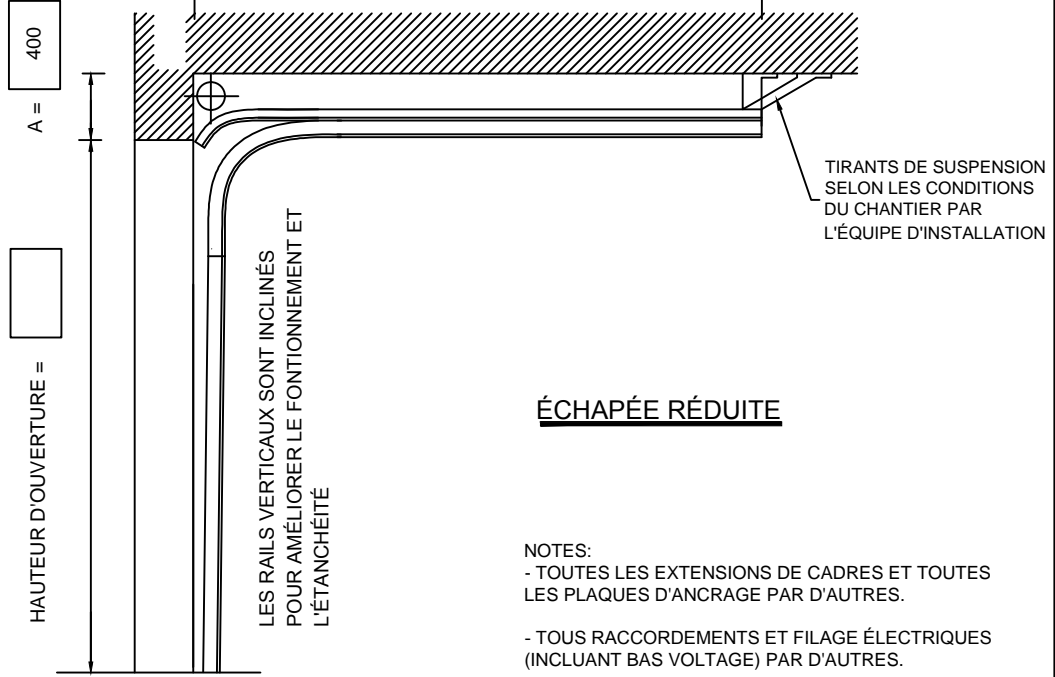 A = 400
HAUTEUR D'OUVERTURE =
LES RAILS VERTICAUX SONT INCLINÉS
POUR AMÉLIORER LE FONTIONNEMENT ET
L'ÉTANCHÉITÉ
TIRANTS DE SUSPENSION
SELON LES CONDITIONS
DU CHANTIER PAR
L'ÉQUIPE D'INSTALLATION
ÉCHAPÉE RÉDUITE
NOTES:
- TOUTES LES EXTENSIONS DE CADRES ET TOUTES
LES PLAQUES D'ANCRAGE PAR D'AUTRES.
- TOUS RACCORDEMENTS ET FILAGE ÉLECTRIQUES
(INCLUANT BAS VOLTAGE) PAR D'AUTRES.